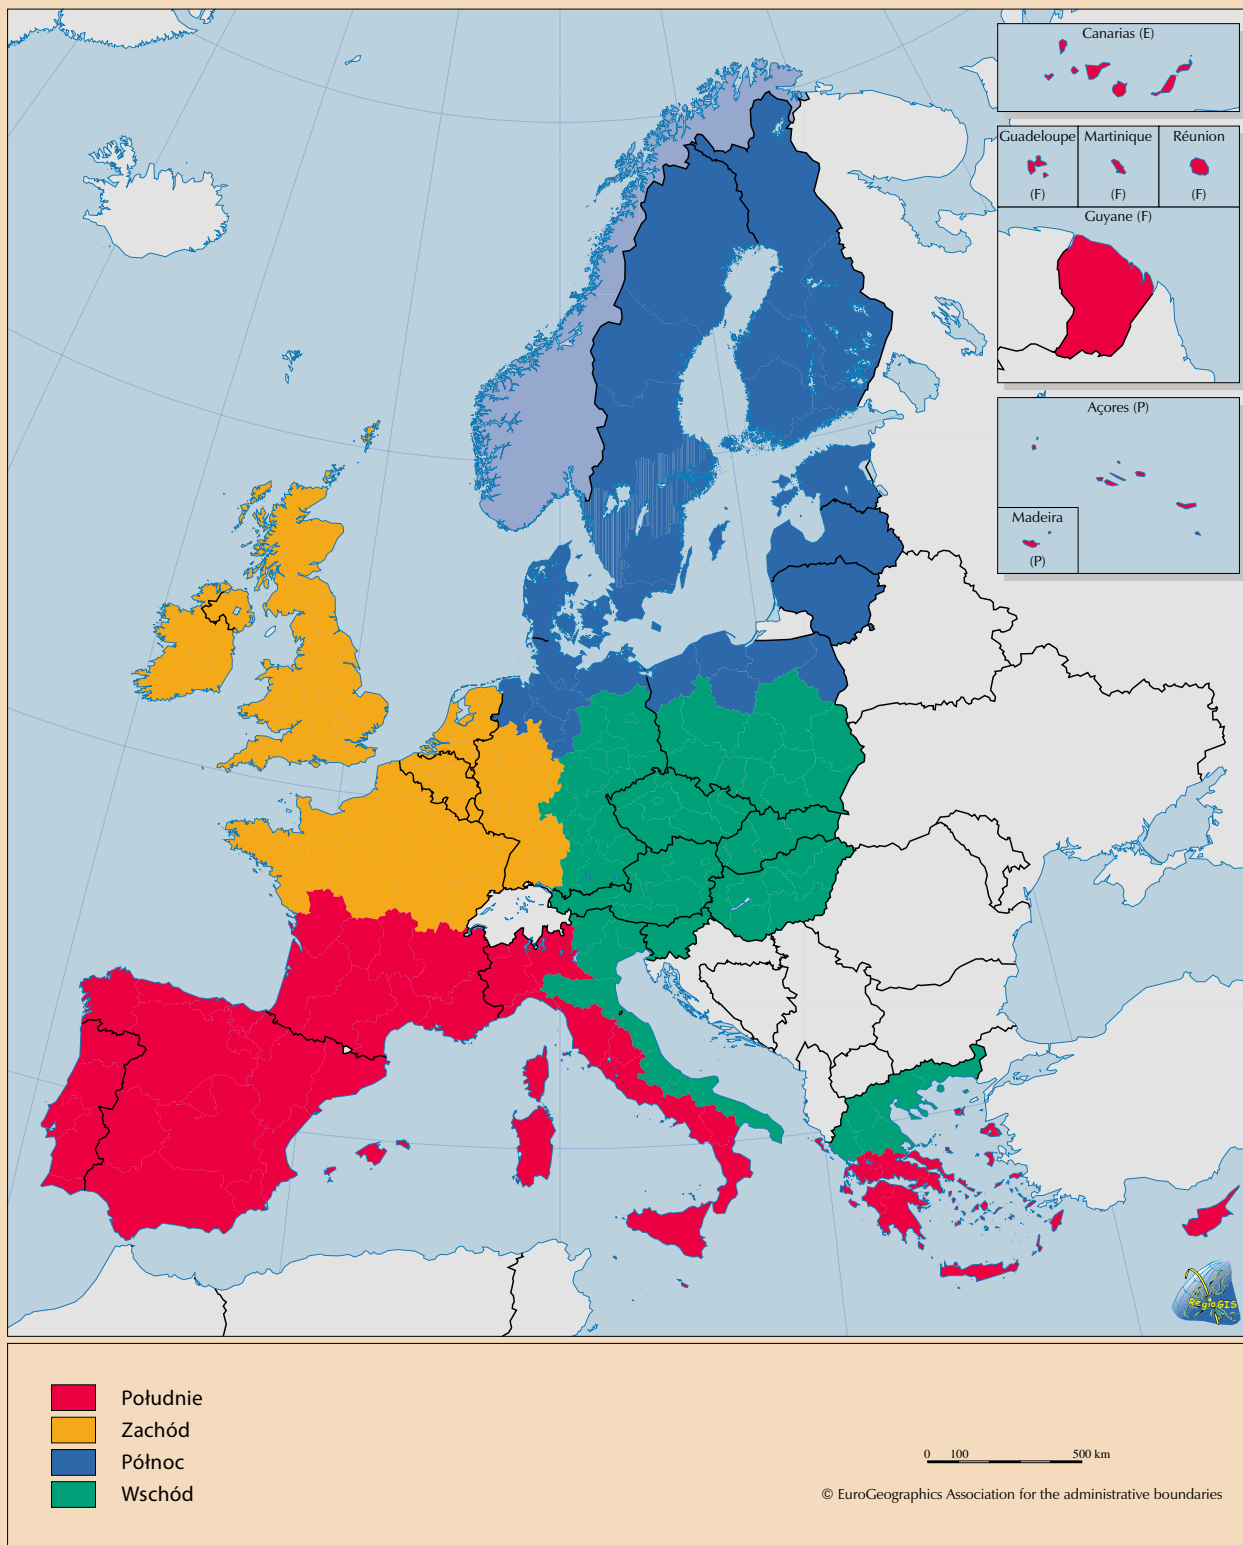 Canarias (E)
Guadeloupe
Martinique
Réunion
(F)
(F)
(F)
Guyane (F)
Açores (P)
Madeira
(P)
RegioGIS
Południe
Zachód
Północ
Wschód
0 100 500 km
© EuroGeographics Association for the administrative boundaries